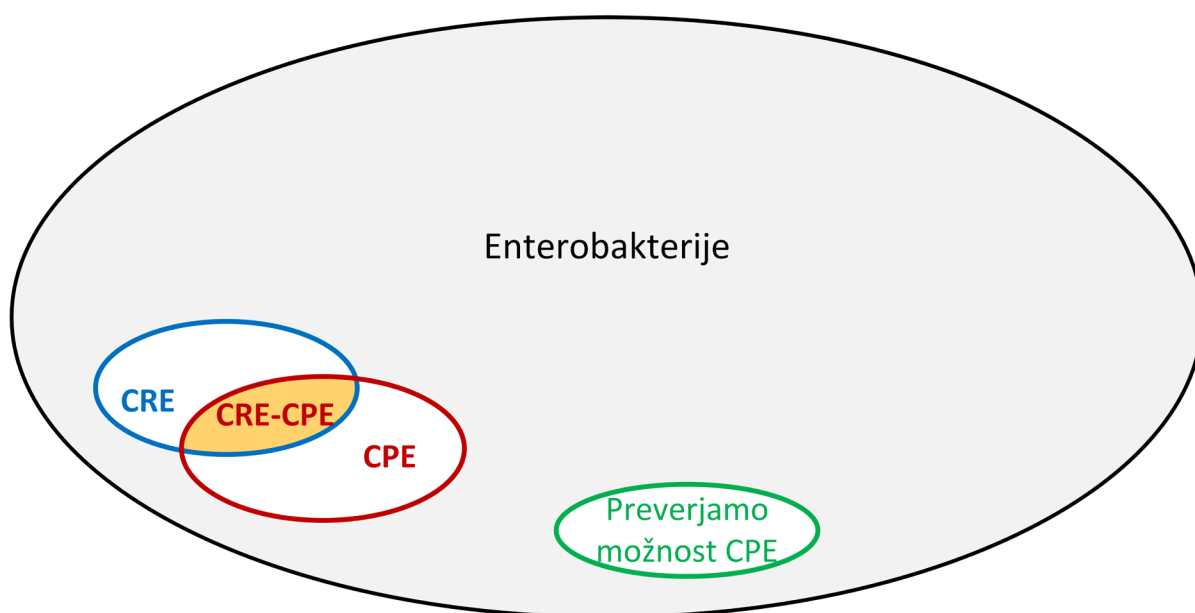 Enterobakterije
CRE
CRE-CPE
CPE
Preverjamo
možnost CPE